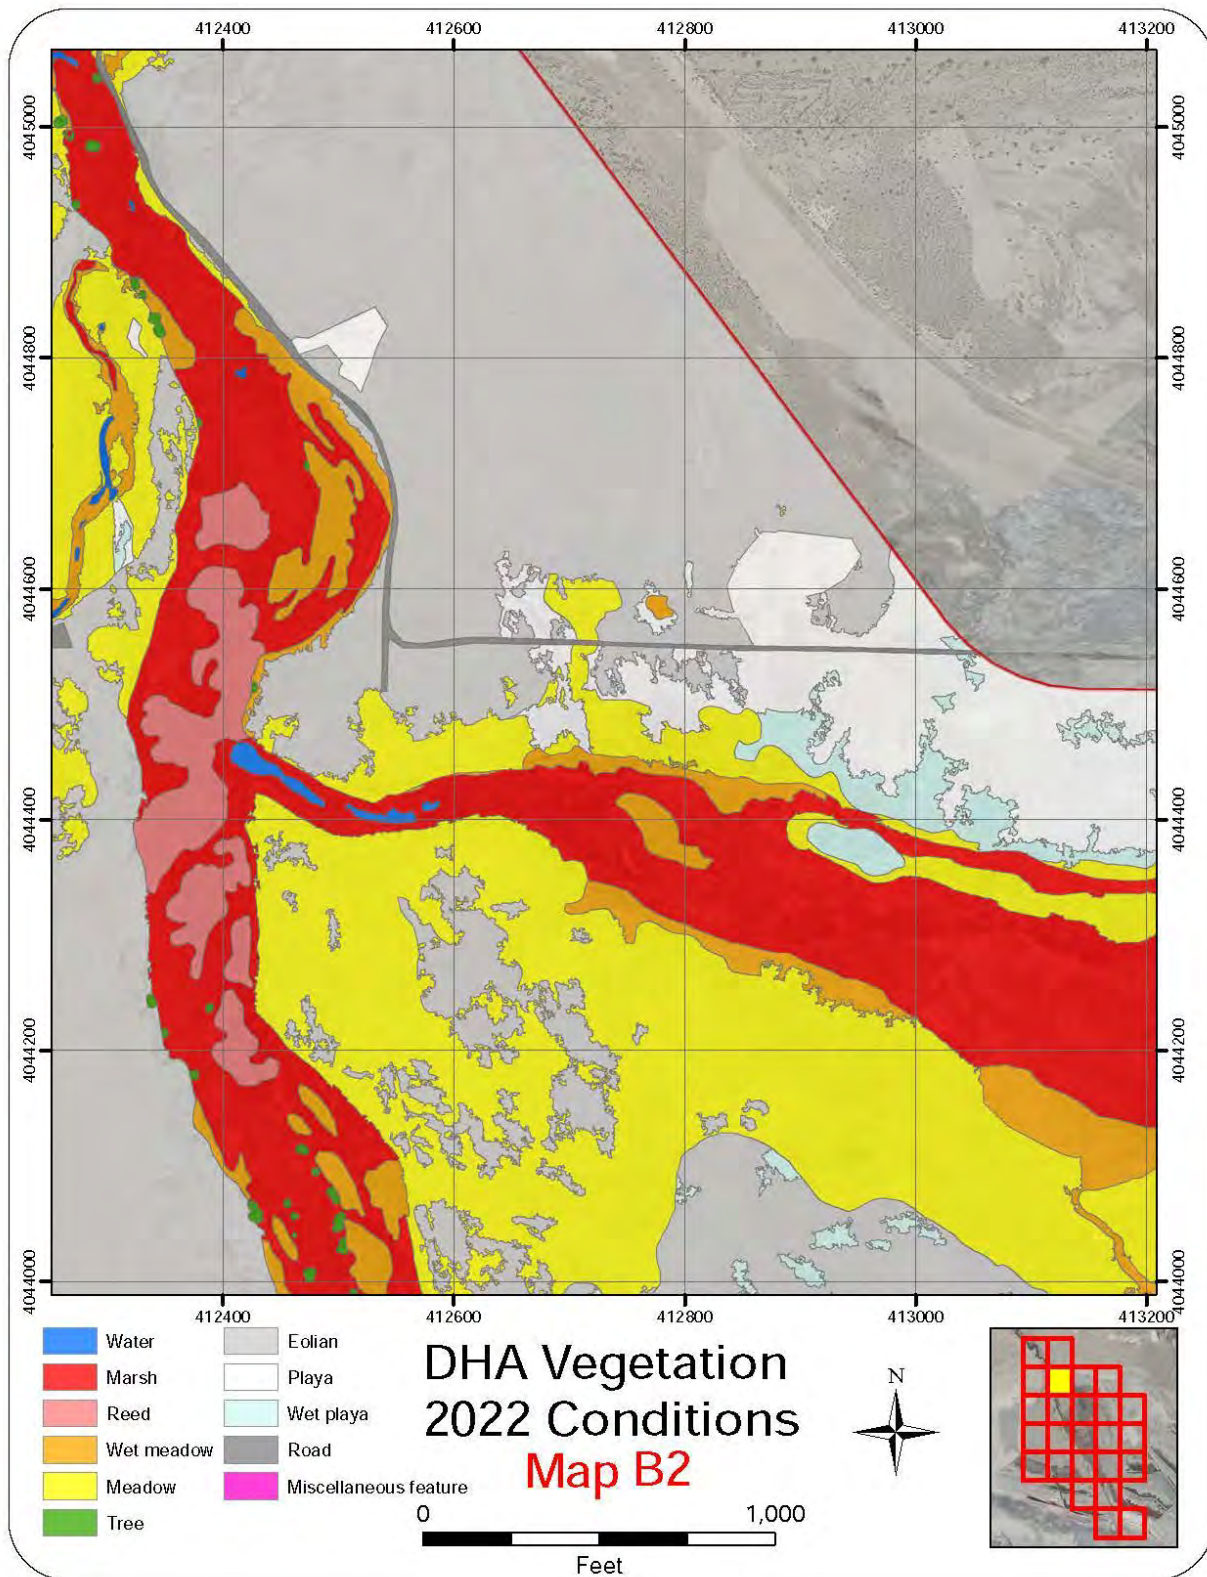 412400 412600 412800 413000 413200
4045000 4045000
4044800 4044800
4044600 4044600
4044400 4044400
4044200 4044200
4044000 4044000
412400 412600 412800 413000 413200
Water
Marsh
Reed
Wet meadow
Meadow
Tree
Eolian
Playa
Wet playa
Road
Miscellaneous feature
DHA Vegetation
2022 Conditions
Map B2
0 1,000
Feet
N